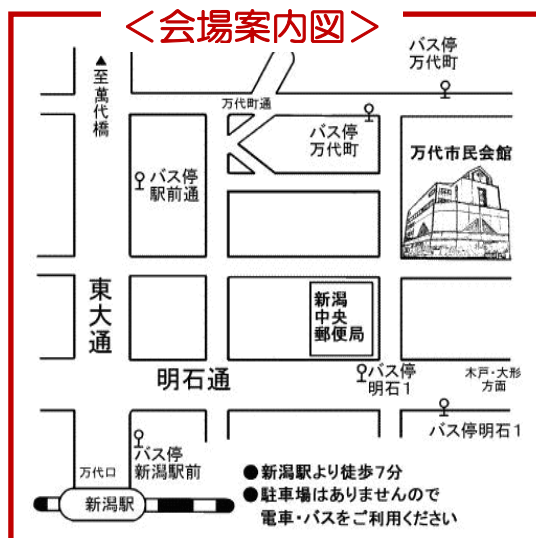 ＜会場案内図＞
バス停
万代町
▲至萬代橋
万代町通
バス停
万代町
万代市民会館
バス停
駅前通
東大通
新潟
中央
郵便局
明石通
バス停
明石1
木戸・大形
方面
バス停明石1
バス停
新潟駅前
万代口
新潟駅
●新潟駅より徒歩7分
●駐車場はありませんので
電車・バスをご利用ください